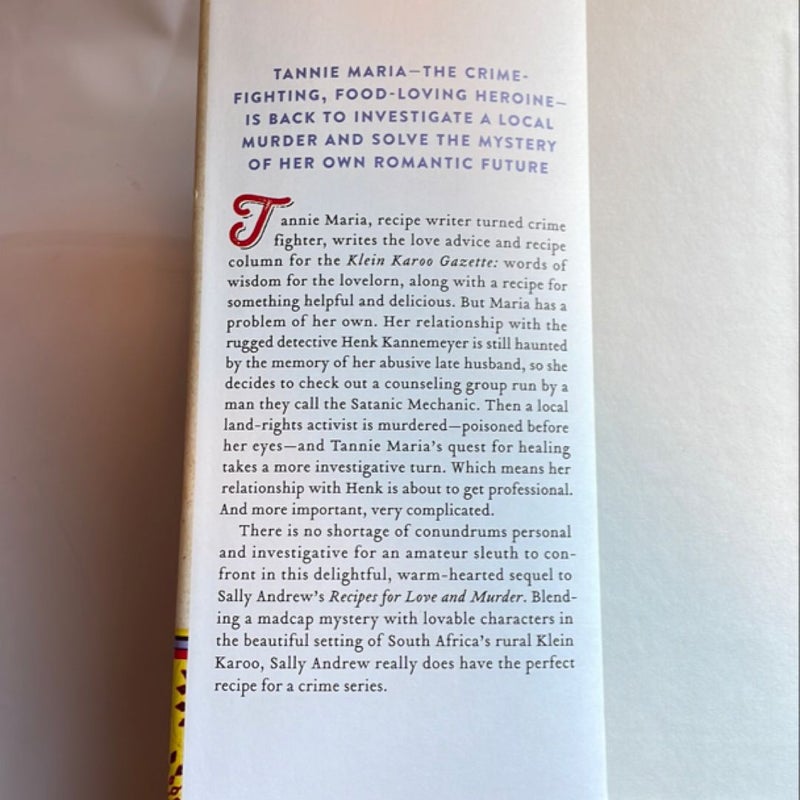 TANNIE MARIA—THE CRIME-
FIGHTING, FOOD-LOVING HEROINE—
IS BACK TO INVESTIGATE A LOCAL
MURDER AND SOLVE THE MYSTERY
OF HER OWN ROMANTIC FUTURE
Tannie Maria, recipe writer turned crime
fighter, writes the love advice and recipe
column for the Klein Karoo Gazette: words of
wisdom for the lovelorn, along with a recipe for
something helpful and delicious. But Maria has a
problem of her own. Her relationship with the
rugged detective Henk Kannemeyer is still haunted
by the memory of her abusive late husband, so she
decides to check out a counseling group run by a
man they call the Satanic Mechanic. Then a local
land-rights activist is murdered—poisoned before
her eyes—and Tannie Maria's quest for healing
takes a more investigative turn. Which means her
relationship with Henk is about to get professional.
And more important, very complicated.
There is no shortage of conundrums personal
and investigative for an amateur sleuth to con-
front in this delightful, warm-hearted sequel to
Sally Andrew's Recipes for Love and Murder. Blend-
ing a madcap mystery with lovable characters in
the beautiful setting of South Africa's rural Klein
Karoo, Sally Andrew really does have the perfect
recipe for a crime series.